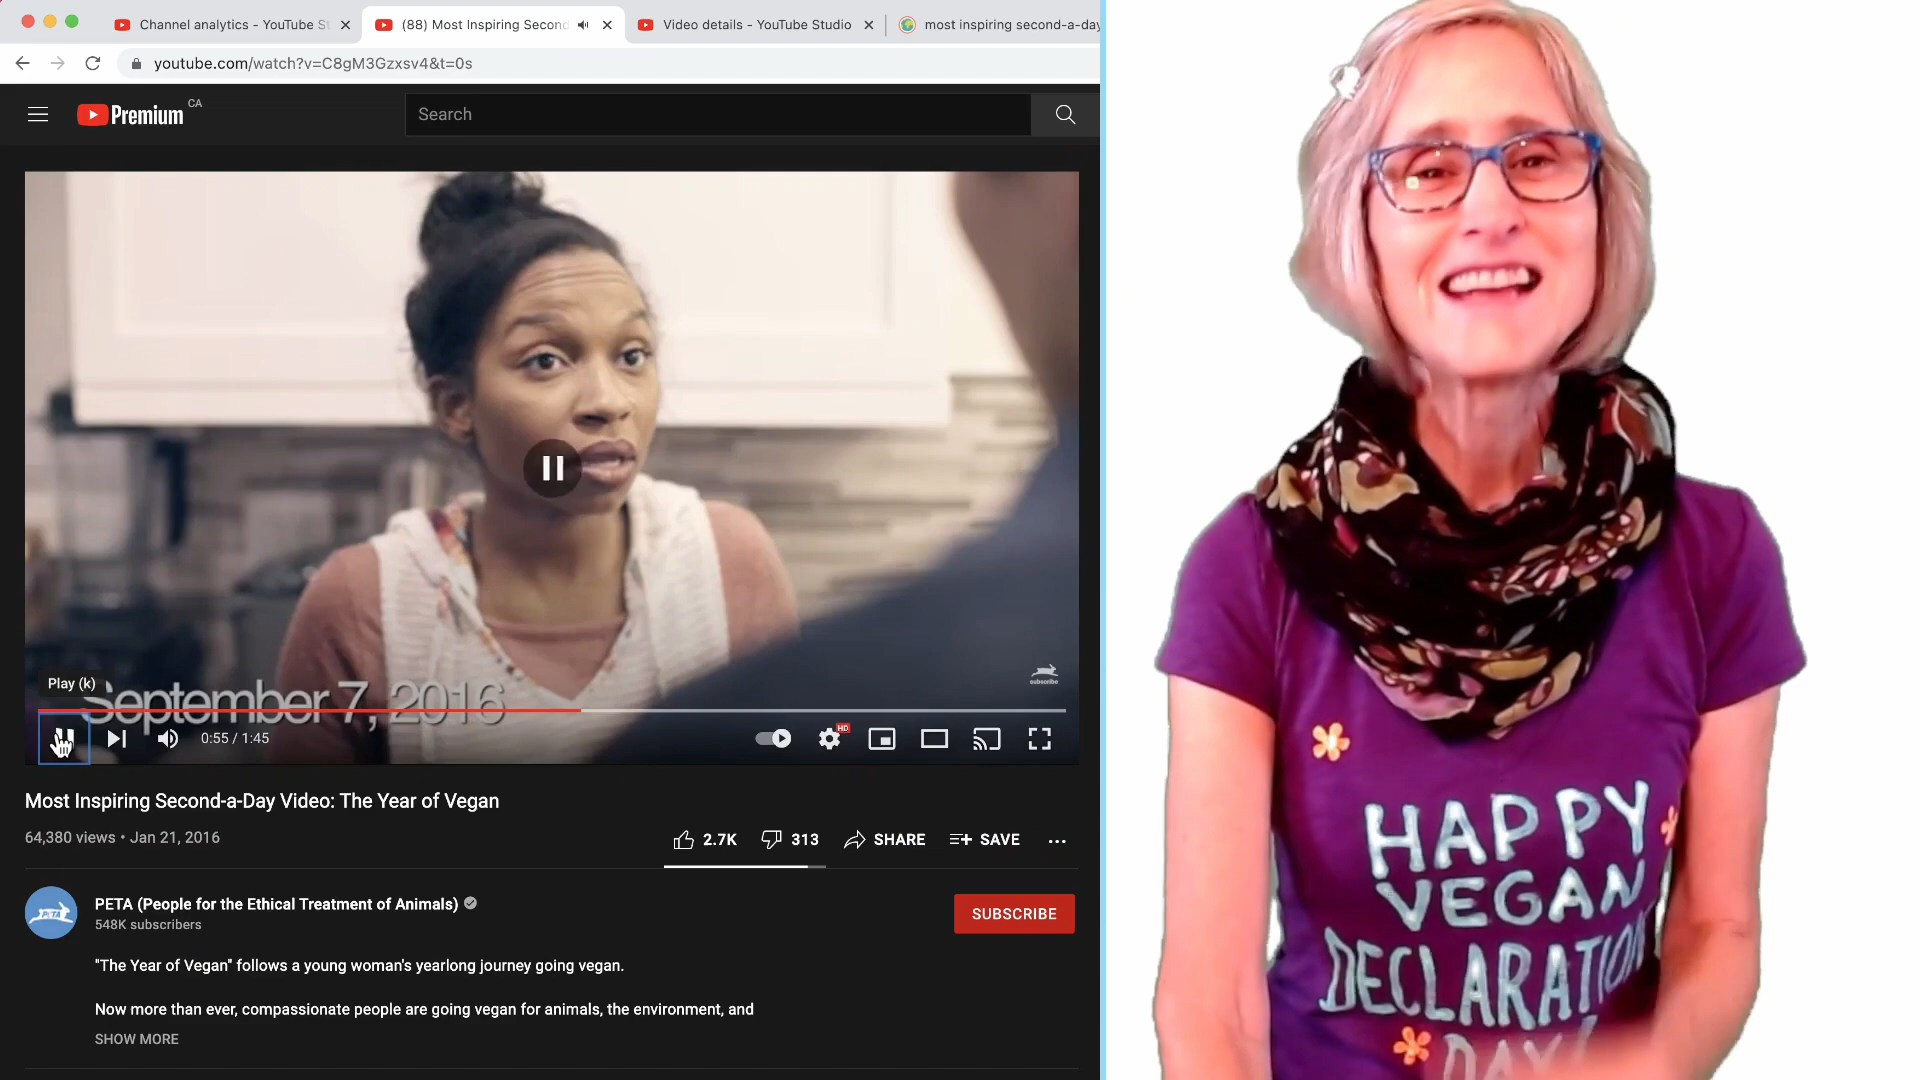 Channel analytics - YouTube St
(88) Most Inspiring Second
Video details - YouTube Studio
most inspiring second-a-day
youtube.com/watch?v=C8gM3Gzxsv4&t=0s
Premium CA
Search
subscribe
Play (k)
September 7, 2016
0:55 / 1:45
HD
Most Inspiring Second-a-Day Video: The Year of Vegan
64,380 views • Jan 21, 2016
2.7K
313
SHARE
SAVE
PETA
PETA (People for the Ethical Treatment of Animals)
548K subscribers
SUBSCRIBE
"The Year of Vegan" follows a young woman's yearlong journey going vegan.
Now more than ever, compassionate people are going vegan for animals, the environment, and
SHOW MORE
HAPPY
VEGAN
DECLARATION
DAY!